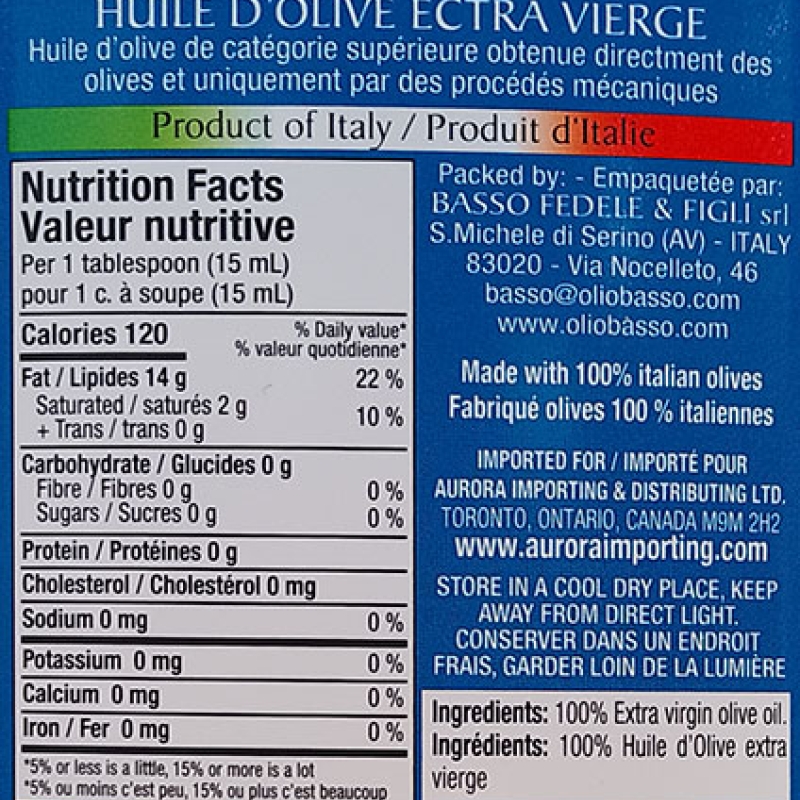 HUILE D'OLIVE ECTRA VIERGE
Huile d'olive de catégorie supérieure obtenue directment des
olives et uniquement par des procédés mécaniques
Product of Italy / Produit d'Italie
Nutrition Facts
Valeur nutritive
Per 1 tablespoon (15 mL)
pour 1 c. à soupe (15 mL)
Calories 120
% Daily value*
% valeur quotidienne*
Fat / Lipides 14 g 22 %
Saturated / saturés 2 g
+ Trans / trans 0 g
10 %
Carbohydrate / Glucides 0 g
Fibre / Fibres 0 g 0 %
Sugars / Sucres 0 g 0 %
Protein / Protéines 0 g
Cholesterol / Cholestérol 0 mg
Sodium 0 mg 0 %
Potassium 0 mg 0 %
Calcium 0 mg 0 %
Iron / Fer 0 mg 0 %
*5% or less is a little, 15% or more is a lot
*5% ou moins c'est peu, 15% ou plus c'est beaucoup
Packed by: - Empaquetée par:
BASSO FEDELE & FIGLI srl
S.Michele di Serino (AV) - ITALY
83020 - Via Nocelleto, 46
basso@oliobasso.com
www.oliobasso.com
Made with 100% italian olives
Fabriqué olives 100 % italiennes
IMPORTED FOR / IMPORTÉ POUR
AURORA IMPORTING & DISTRIBUTING LTD.
TORONTO, ONTARIO, CANADA M9M 2H2
www.auroraimporting.com
STORE IN A COOL DRY PLACE, KEEP
AWAY FROM DIRECT LIGHT.
CONSERVER DANS UN ENDROIT
FRAIS, GARDER LOIN DE LA LUMIÈRE
Ingredients: 100% Extra virgin olive oil.
Ingrédients: 100% Huile d'Olive extra
vierge